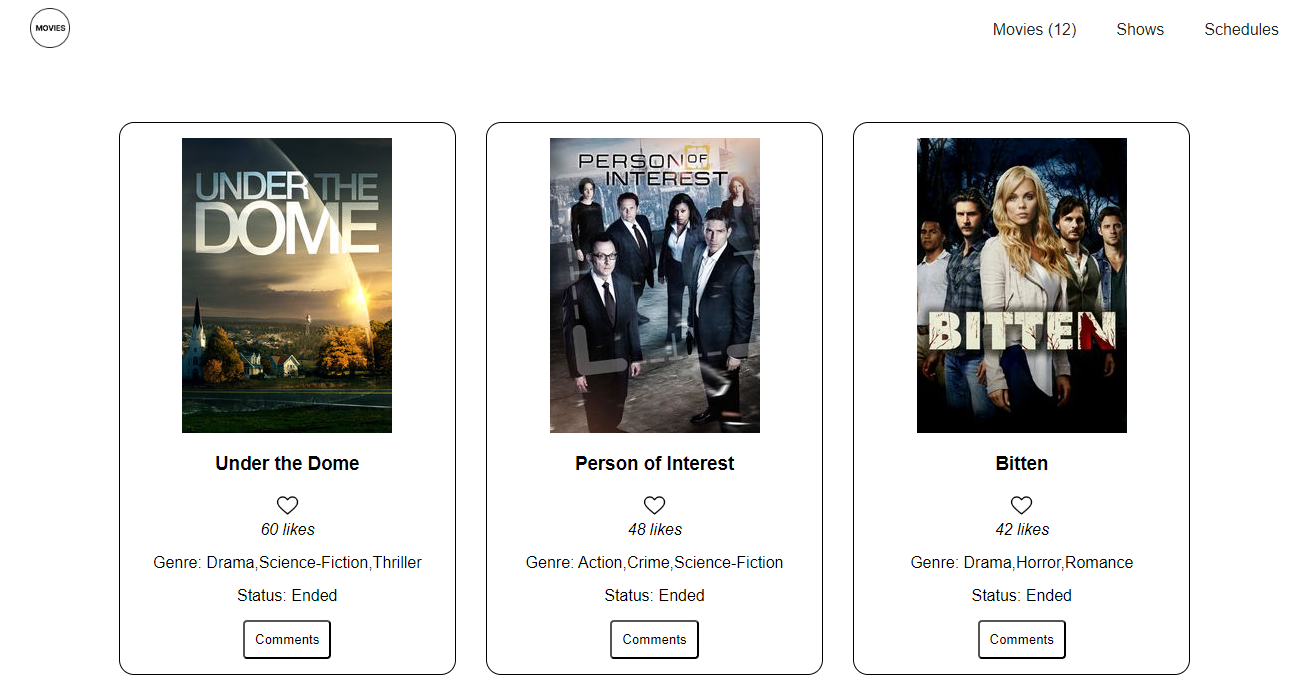 MOVIES
Movies (12) Shows Schedules
UNDER THE
DOME
PERSON OF
INTEREST
BITTEN
Under the Dome
Person of Interest
Bitten
60 likes
48 likes
42 likes
Genre: Drama,Science-Fiction,Thriller
Genre: Action,Crime,Science-Fiction
Genre: Drama,Horror,Romance
Status: Ended
Status: Ended
Status: Ended
Comments
Comments
Comments